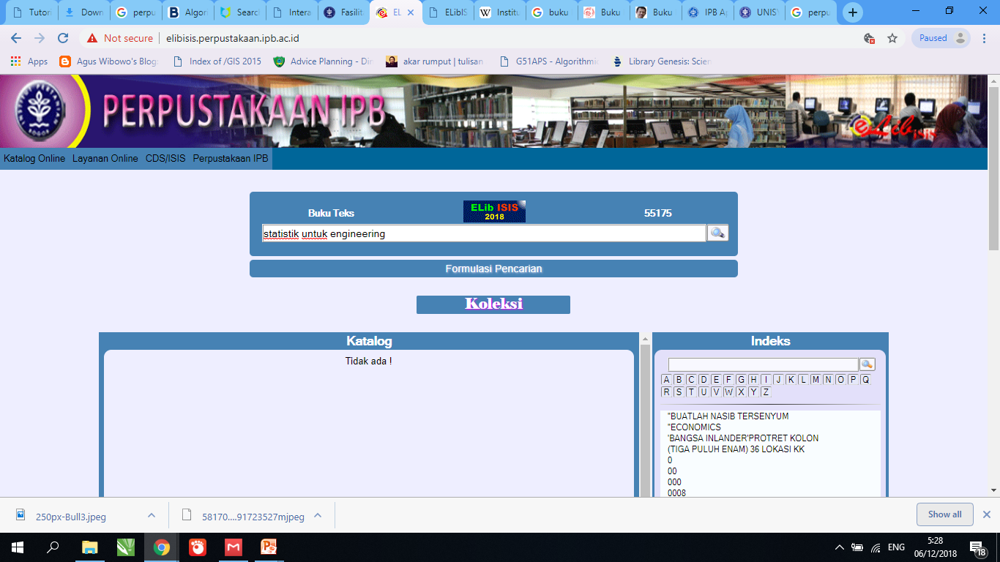 Tutori
Down
perpu
Algori
Searc
Intera
Fasilit
EL
ELibIS
Institu
buku
Buku
Buku
IPB Ap
UNISY
perpu
Not secure
elibisis.perpustakaan.ipb.ac.id
Paused
Apps
Agus Wibowo's Blog:
Index of /GIS 2015
Advice Planning - Din
akar rumput | tulisan
G51APS - Algorithmic
Library Genesis: Scien
PERPUSTAKAAN IPB
eLib ISIS
Katalog Online Layanan Online CDS/ISIS Perpustakaan IPB
Buku Teks
ELib ISIS
2018
55175
statistik untuk engineering
Formulasi Pencarian
Koleksi
Katalog
Tidak ada !
Indeks
A B C D E F G H I J K L M N O P Q
R S T U V W X Y Z
"BUATLAH NASIB TERSENYUM
"ECONOMICS
'BANGSA INLANDER'PROTRET KOLON
(TIGA PULUH ENAM) 36 LOKASI KK
0
00
000
0008
250px-Bull3.jpeg
58170....91723527mjpeg
Show all
ENG
5:28
06/12/2018
18